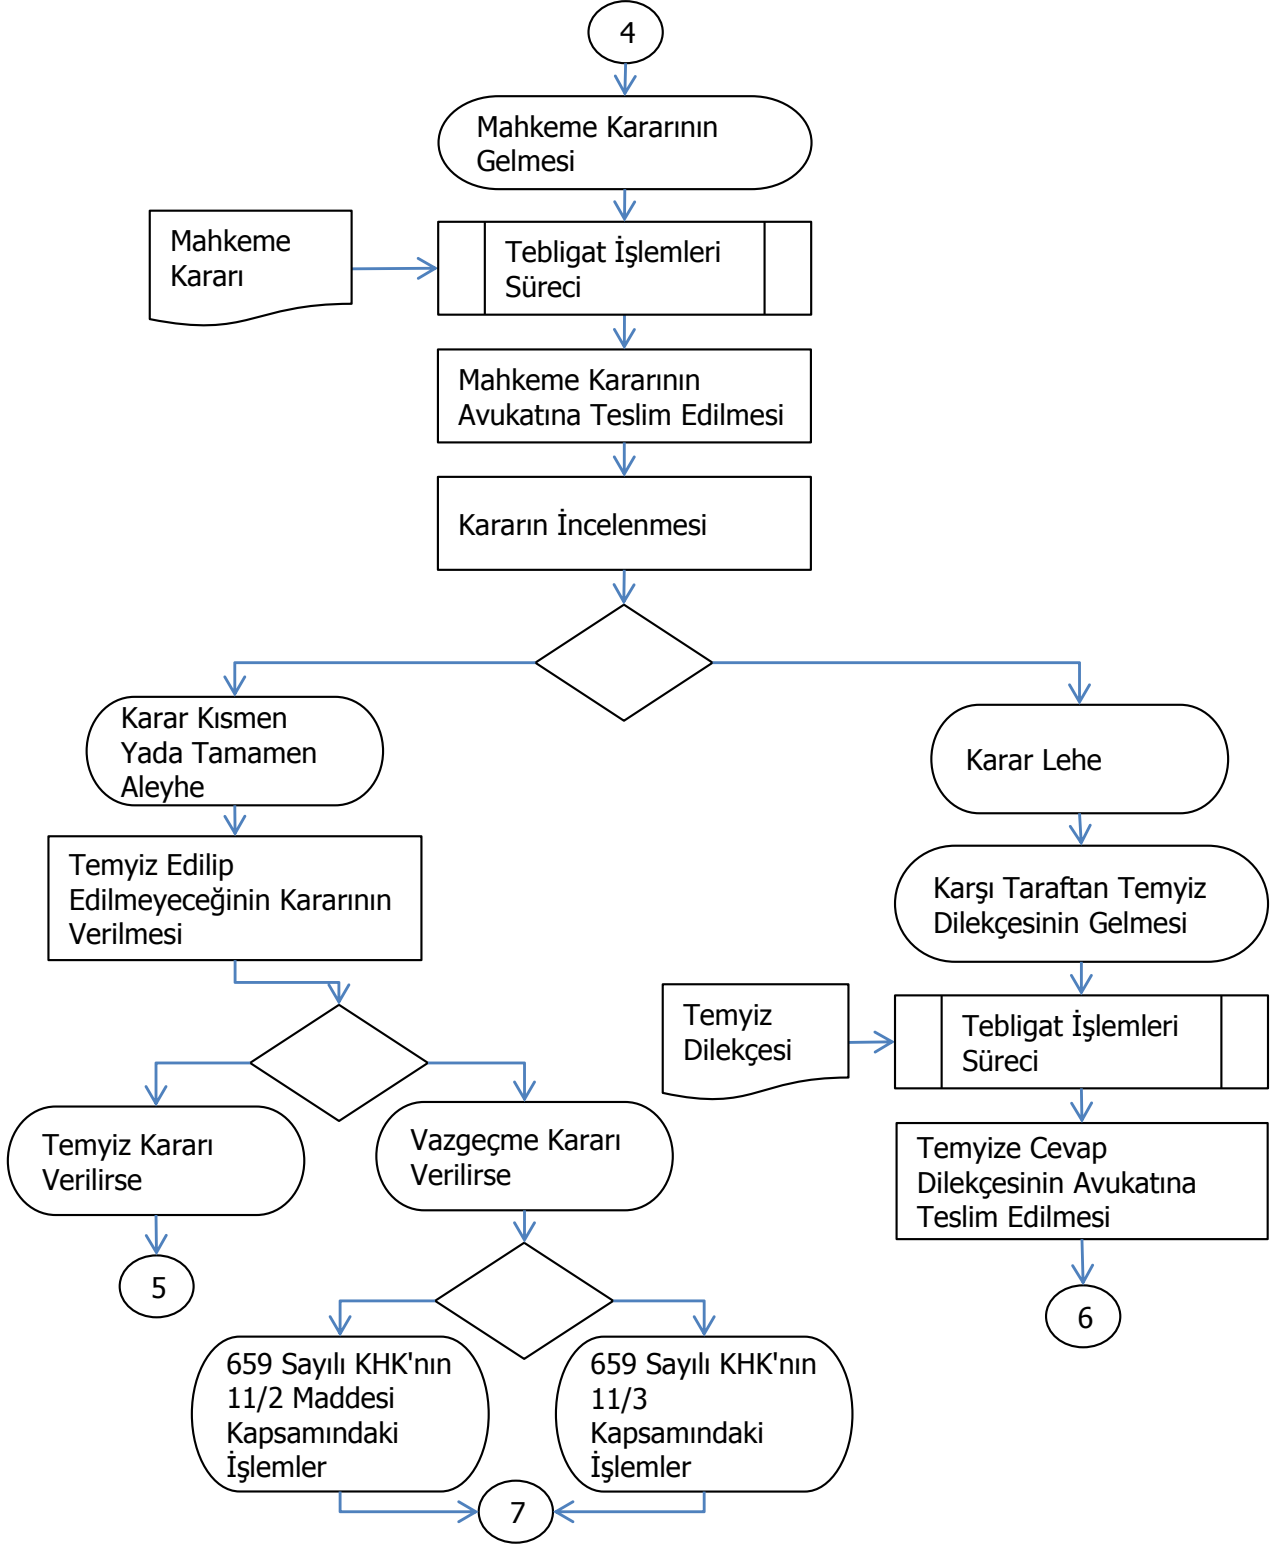 4
Mahkeme Kararının
Gelmesi
Mahkeme
Kararı
Tebligat İşlemleri
Süreci
Mahkeme Kararının
Avukatına Teslim Edilmesi
Kararın İncelenmesi
Karar Kısmen
Yada Tamamen
Aleyhe
Karar Lehe
Temyiz Edilip
Edilmeyeceğinin Kararının
Verilmesi
Karşı Taraftan Temyiz
Dilekçesinin Gelmesi
Temyiz
Dilekçesi
Tebligat İşlemleri
Süreci
Temyiz Kararı
Verilirse
Vazgeçme Kararı
Verilirse
Temyize Cevap
Dilekçesinin Avukatına
Teslim Edilmesi
5
6
659 Sayılı KHK'nın
11/2 Maddesi
Kapsamındaki
İşlemler
659 Sayılı KHK'nın
11/3
Kapsamındaki
İşlemler
7